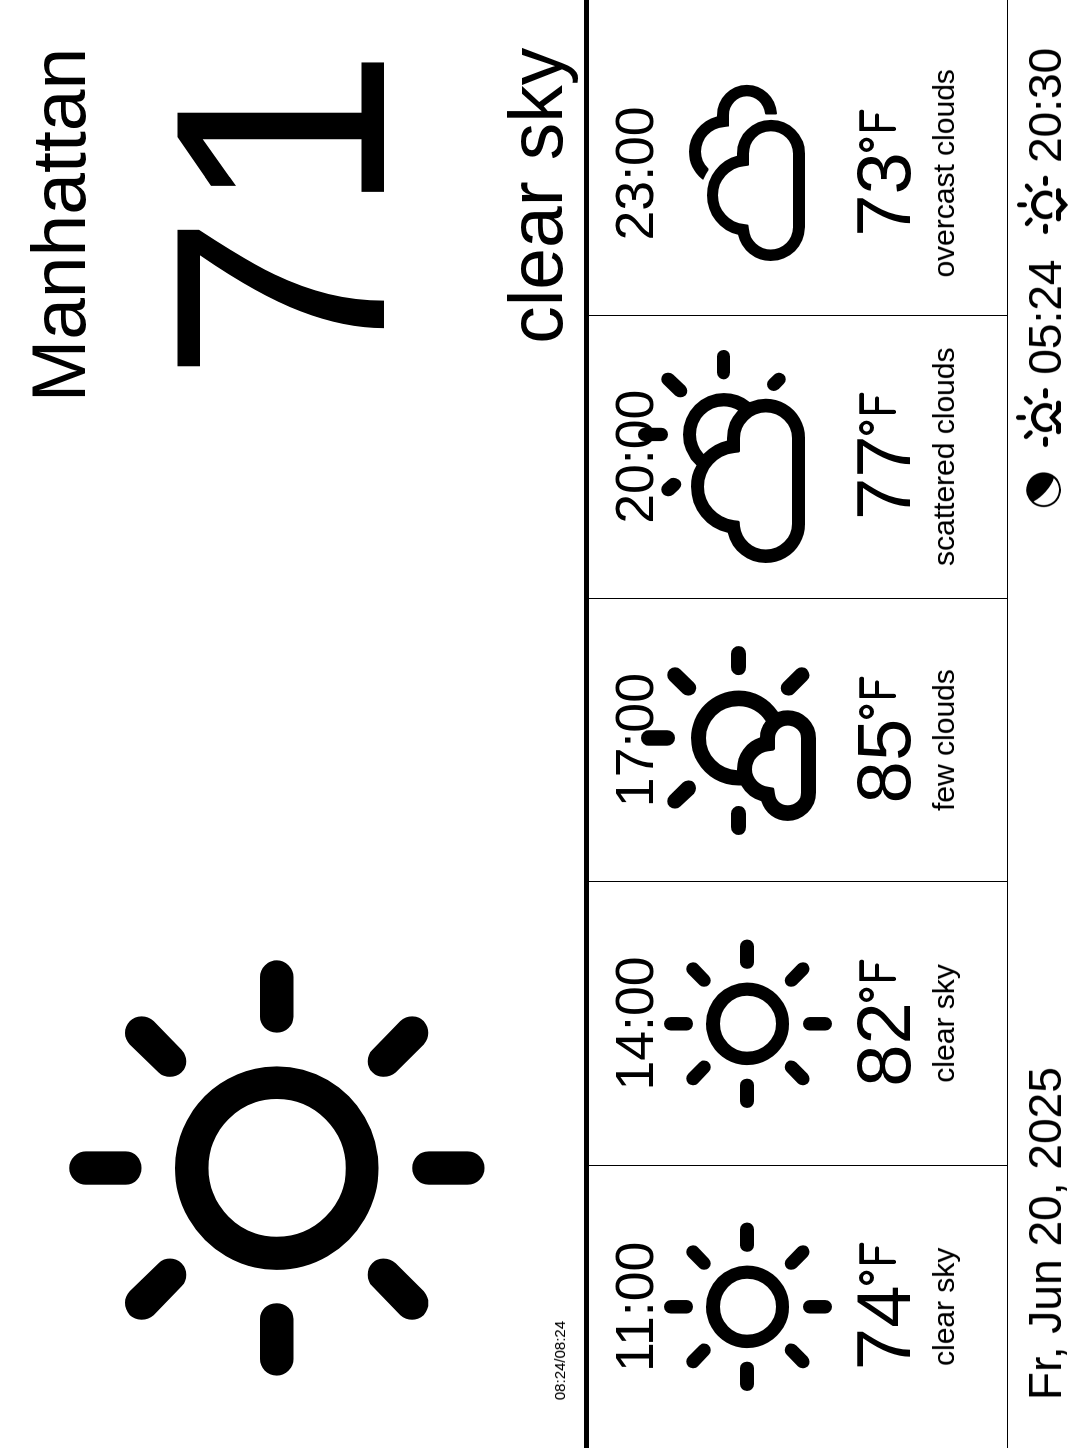 Manhattan
71
clear sky
08:24/08:24
11:00
74°F
clear sky
14:00
82°F
clear sky
17:00
85°F
few clouds
20:00
77°F
scattered clouds
23:00
73°F
overcast clouds
Fr, Jun 20, 2025
05:24 20:30